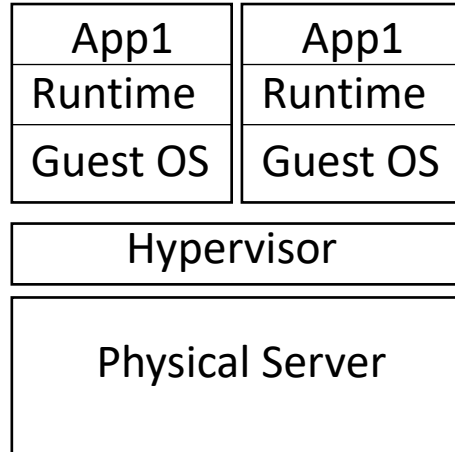 App1 App1
Runtime Runtime
Guest OS Guest OS
Hypervisor
Physical Server